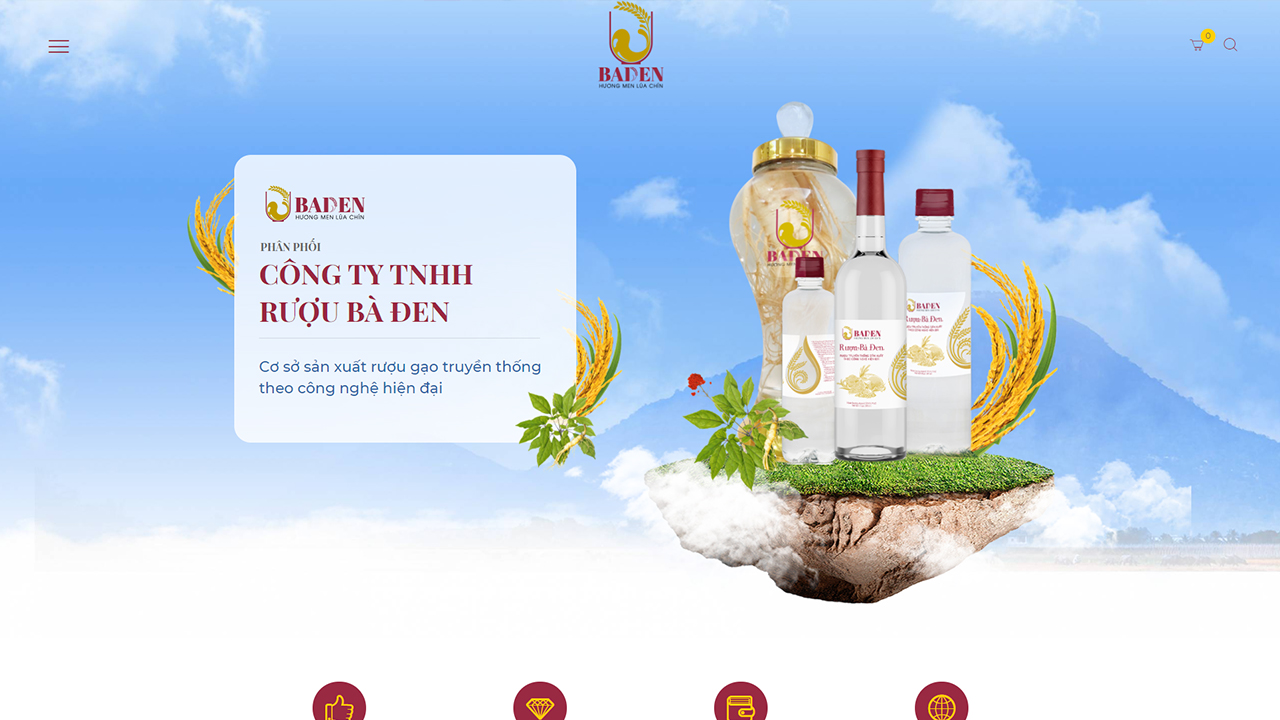 0
BADEN
HƯƠNG MEN LÚA CHÍN
BADEN
HƯƠNG MEN LÚA CHÍN
PHÂN PHỐI
CÔNG TY TNHH
RƯỢU BÀ ĐEN
Cơ sở sản xuất rượu gạo truyền thống
theo công nghệ hiện đại
BADEN
BADEN
Rượu Bà Đen
BADEN
Rượu Bà Đen